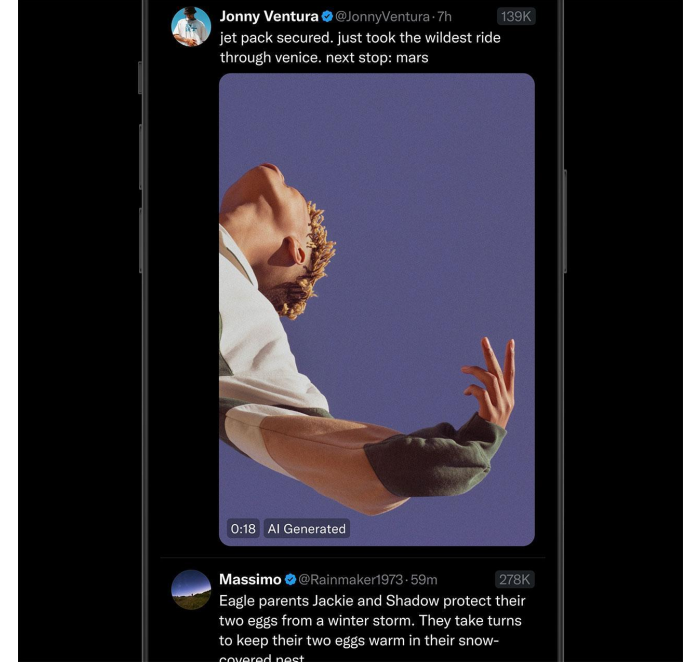 Jonny Ventura @JonnyVentura · 7h 139K
jet pack secured. just took the wildest ride
through venice. next stop: mars
0:18 AI Generated
Massimo @Rainmaker1973 · 59m 278K
Eagle parents Jackie and Shadow protect their
two eggs from a winter storm. They take turns
to keep their two eggs warm in their snow-
covered nest